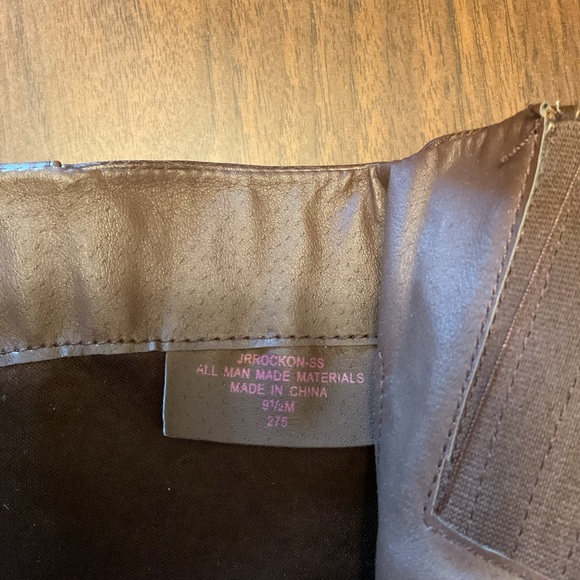 JRROCKON-SS
ALL MAN MADE MATERIALS
MADE IN CHINA
9½M
275